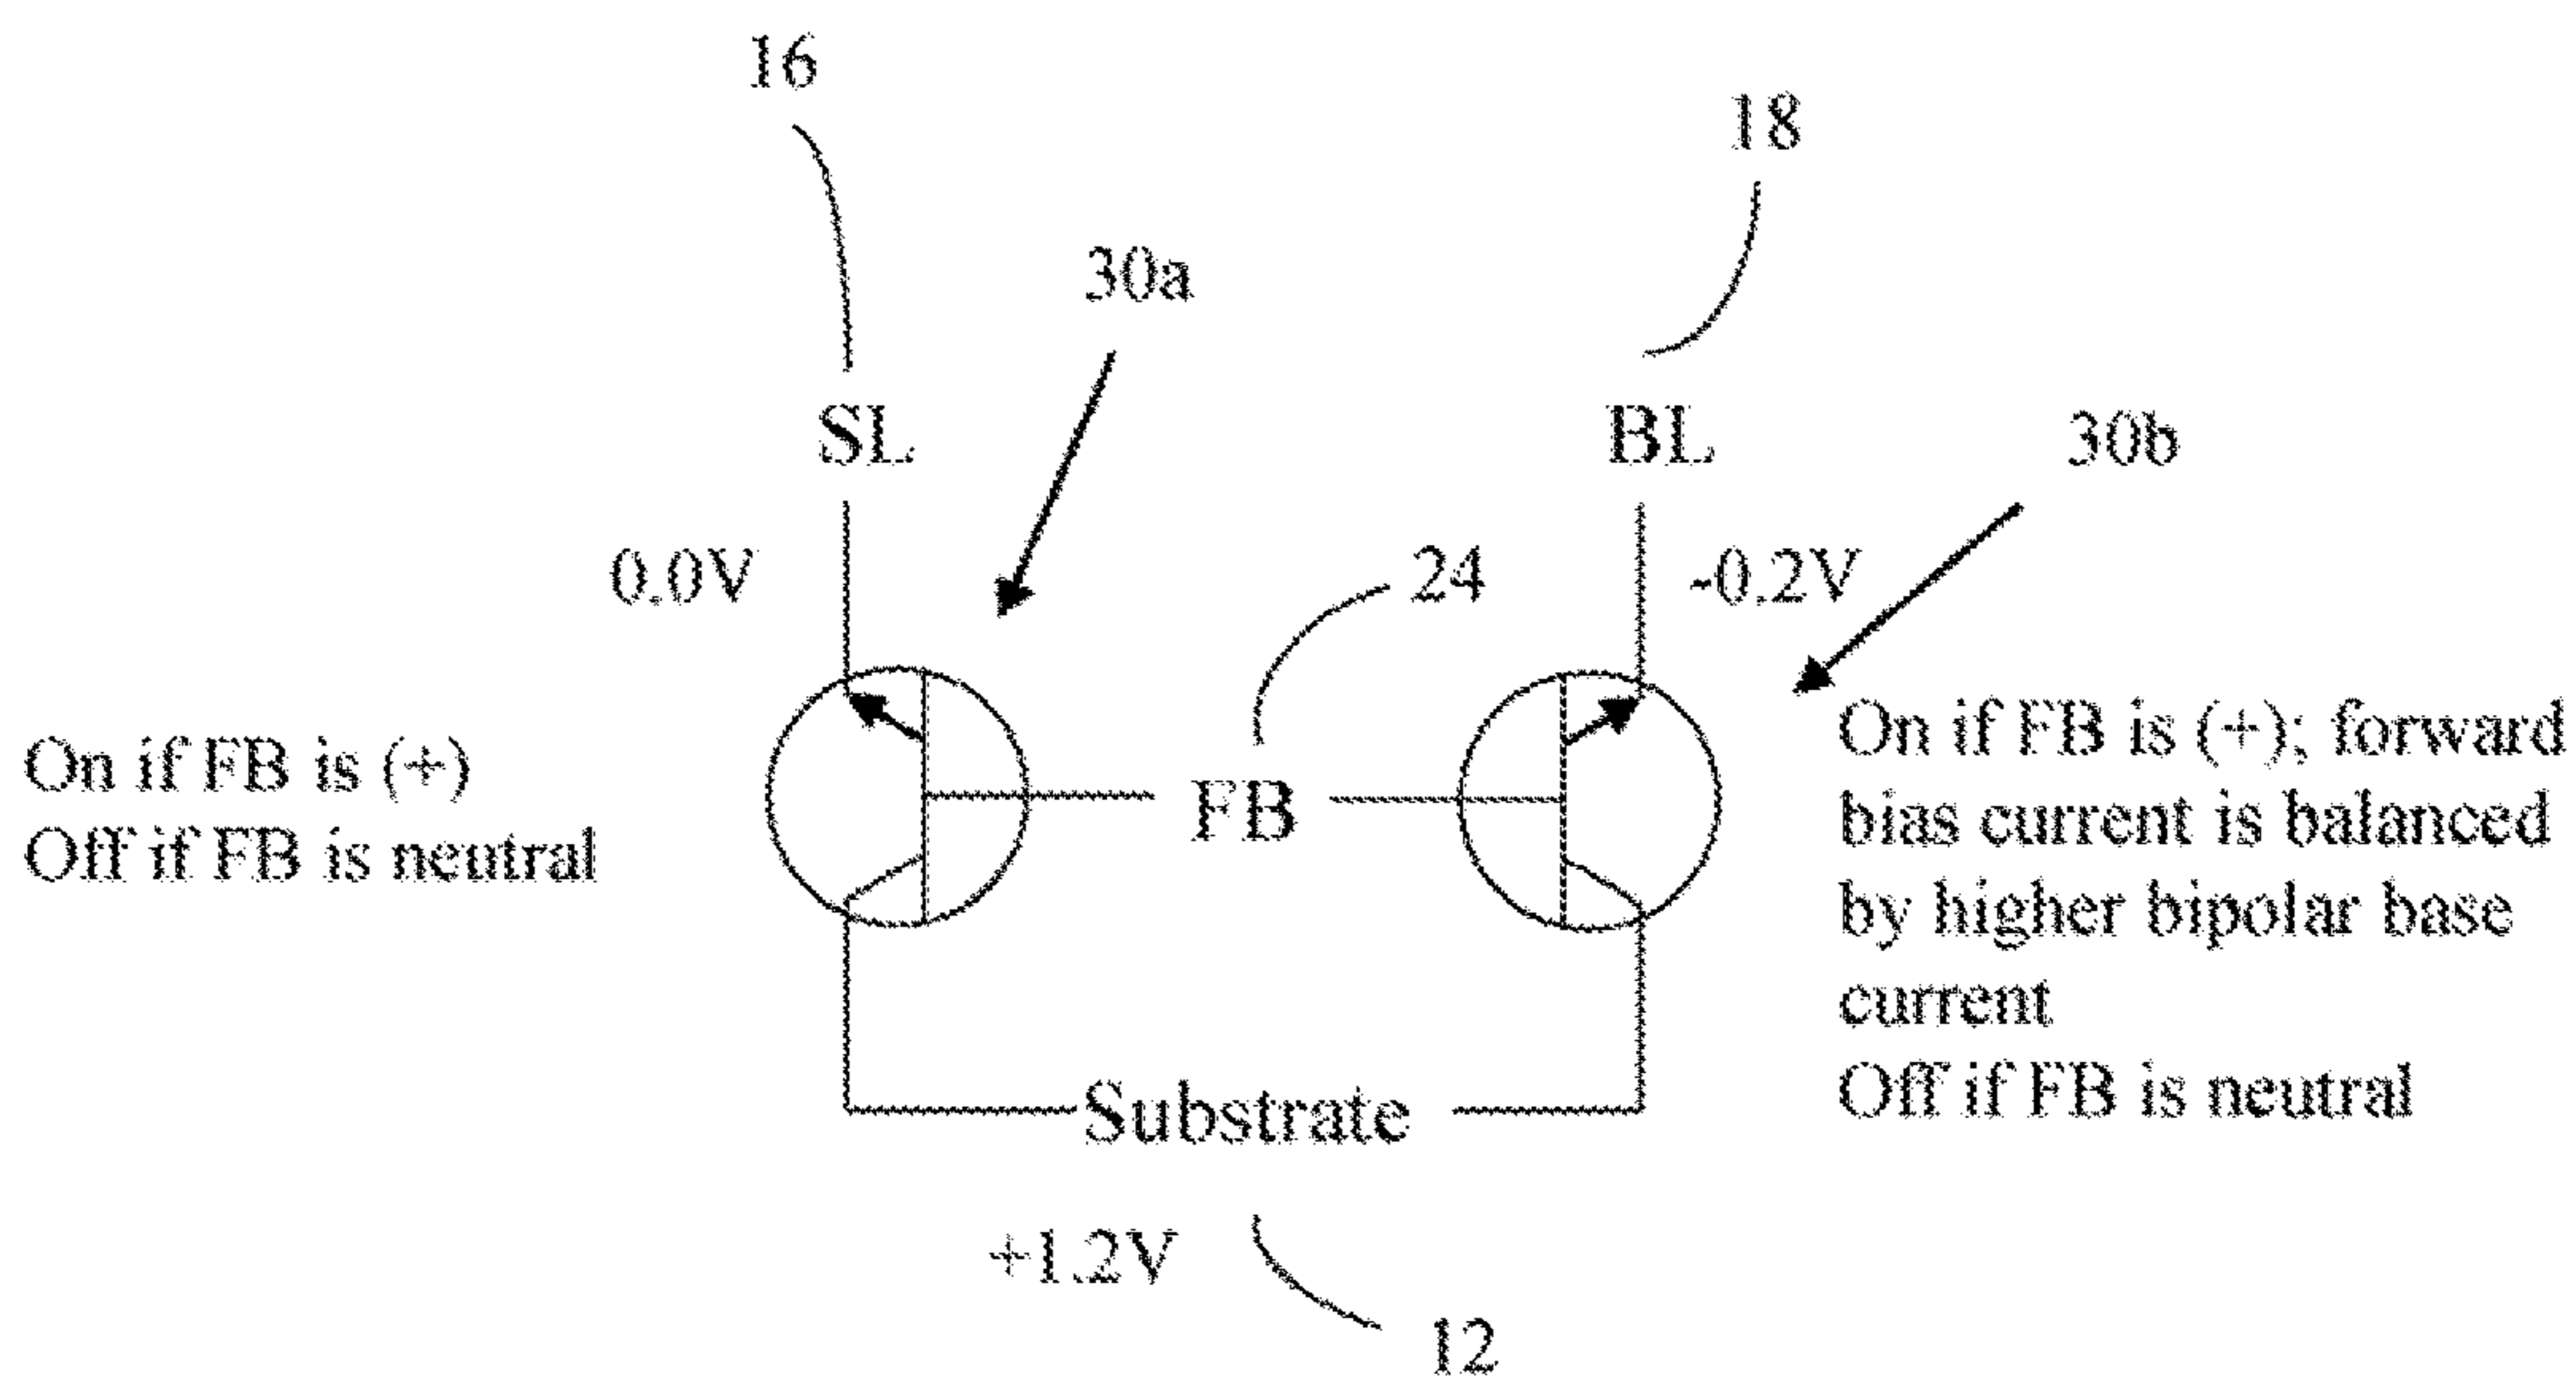 16
18
30a
SL
BL
30b
0.0V
24
-0.2V
On if FB is (+)
Off if FB is neutral
FB
On if FB is (+); forward
bias current is balanced
by higher bipolar base
current
Off if FB is neutral
Substrate
+1.2V
12